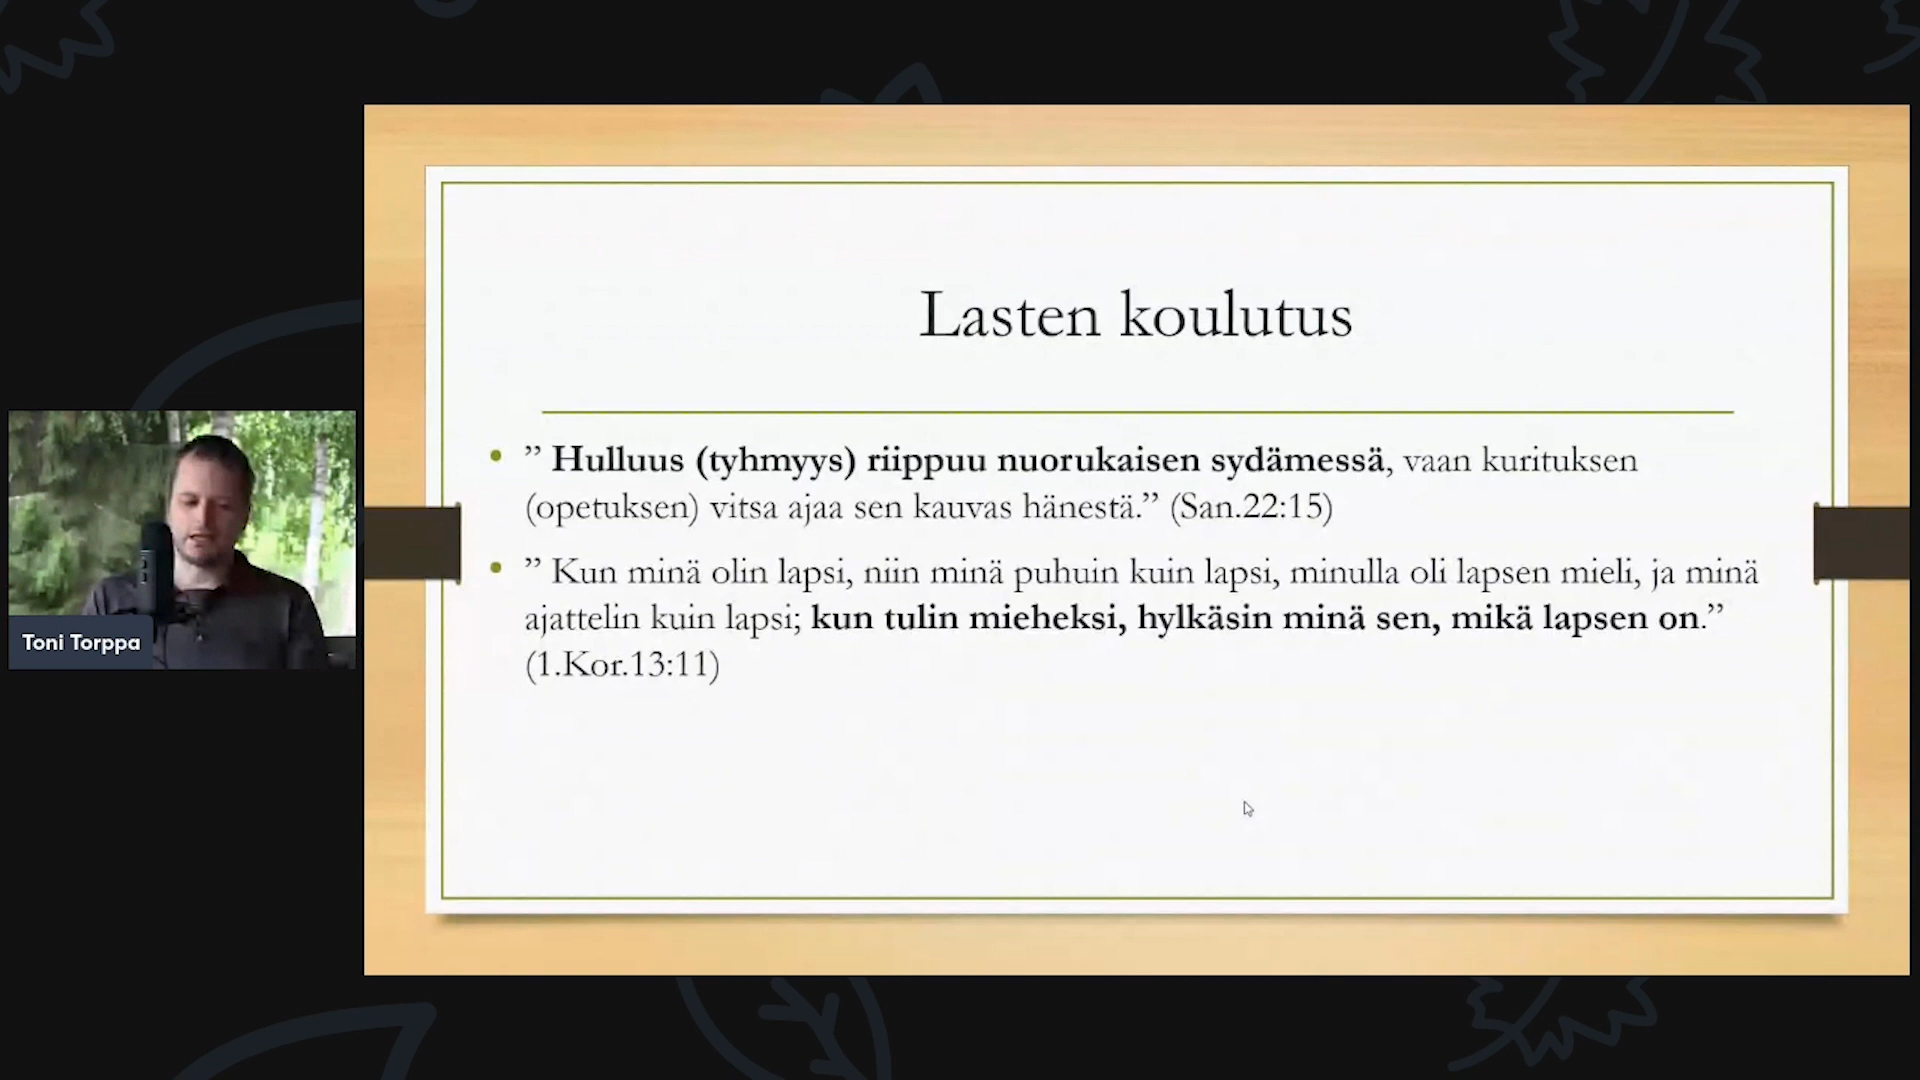 Lasten koulutus
” Hulluus (tyhmyys) riippuu nuorukaisen sydämessä, vaan kurituksen
(opetuksen) vitsa ajaa sen kauvas hänestä.” (San.22:15)
” Kun minä olin lapsi, niin minä puhuin kuin lapsi, minulla oli lapsen mieli, ja minä
ajattelin kuin lapsi; kun tulin mieheksi, hylkäsin minä sen, mikä lapsen on.”
(1.Kor.13:11)
Toni Torppa